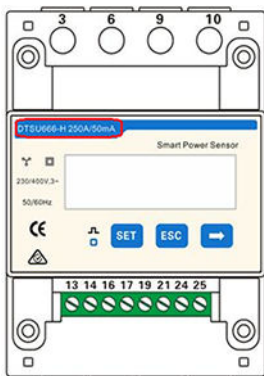 3 6 9 10
DTSU666-H 250A/50mA
Smart Power Sensor
230/400V,3~
50/60Hz
CE
SET ESC
13 14 16 17 19 21 24 25